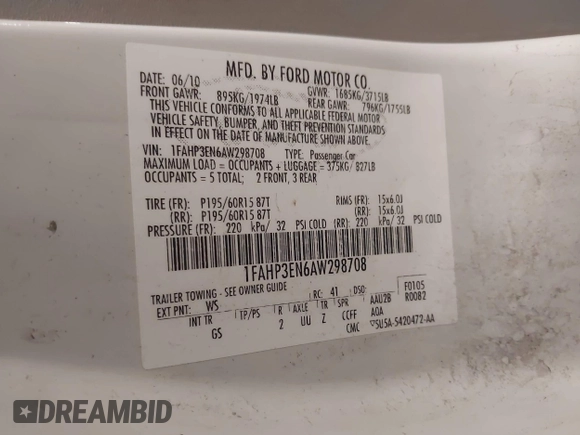 MFD. BY FORD MOTOR CO.
DATE: 06/10
GVWR: 1685KG/3715LB
FRONT GAWR: 895KG/1974LB
REAR GAWR: 796KG/1755LB
THIS VEHICLE CONFORMS TO ALL APPLICABLE FEDERAL MOTOR
VEHICLE SAFETY, BUMPER, AND THEFT PREVENTION STANDARDS
IN EFFECT ON THE DATE OF MANUFACTURE SHOWN ABOVE.
VIN: 1FAHP3EN6AW298708 TYPE: Passenger Car
MAXIMUM LOAD = OCCUPANTS + LUGGAGE = 375KG/ 827LB
OCCUPANTS = 5 TOTAL; 2 FRONT, 3 REAR
TIRE (FR): P195/60R15 87T RIMS (FR): 15x6.0J
(RR): P195/60R15 87T (RR): 15x6.0J
PRESSURE (FR): 220 kPa/ 32 PSI COLD (RR): 220 kPa/ 32 PSI COLD
1FAHP3EN6AW298708
TRAILER TOWING - SEE OWNER GUIDE
EXT PNT: WS RC: 41 DSO: F0105
R0082
INT TR TP/PS R AXLE TR SPR AAU2B
GS 2 UU Z CCFF AOA
CMC ▽5U5A-5420472-AA
DREAMBID